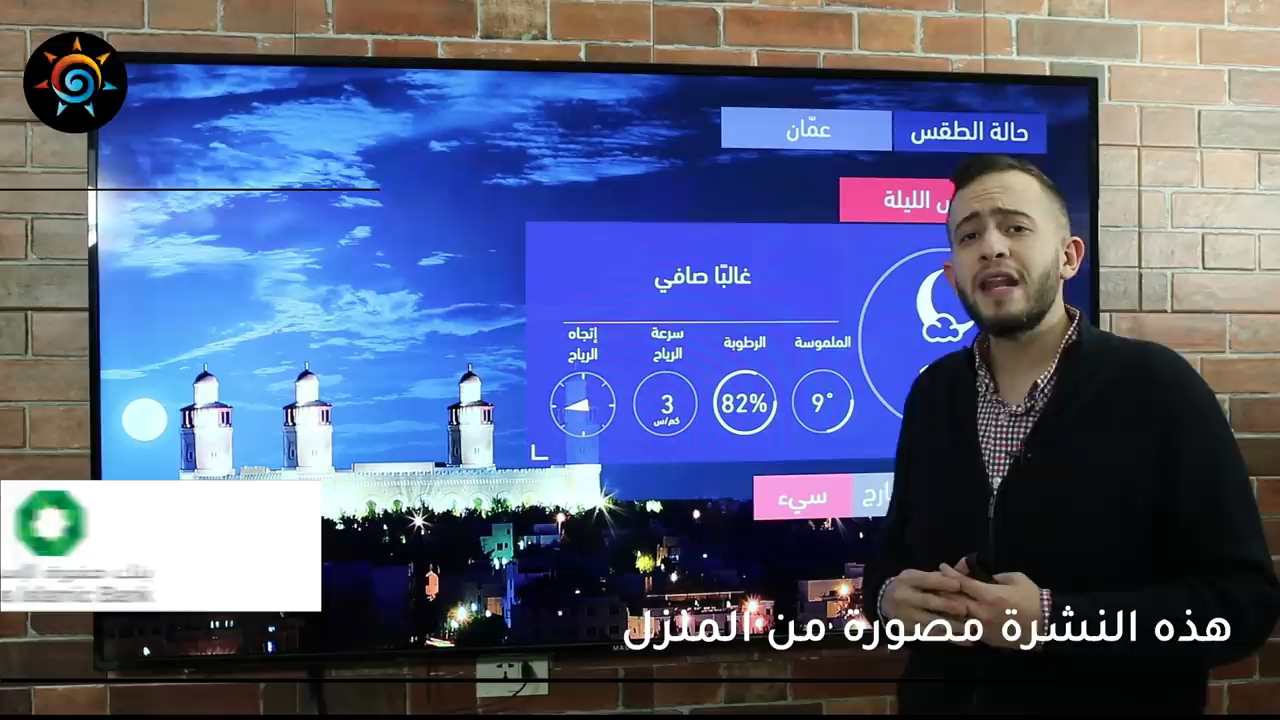 حالة الطقس
عمّان
الليلة
غالبًا صافي
الملموسة
الرطوبة
سرعة الرياح
إتجاه الرياح
9°
82%
3
كم/س
سيء
هذه النشرة مصورة من المنزل